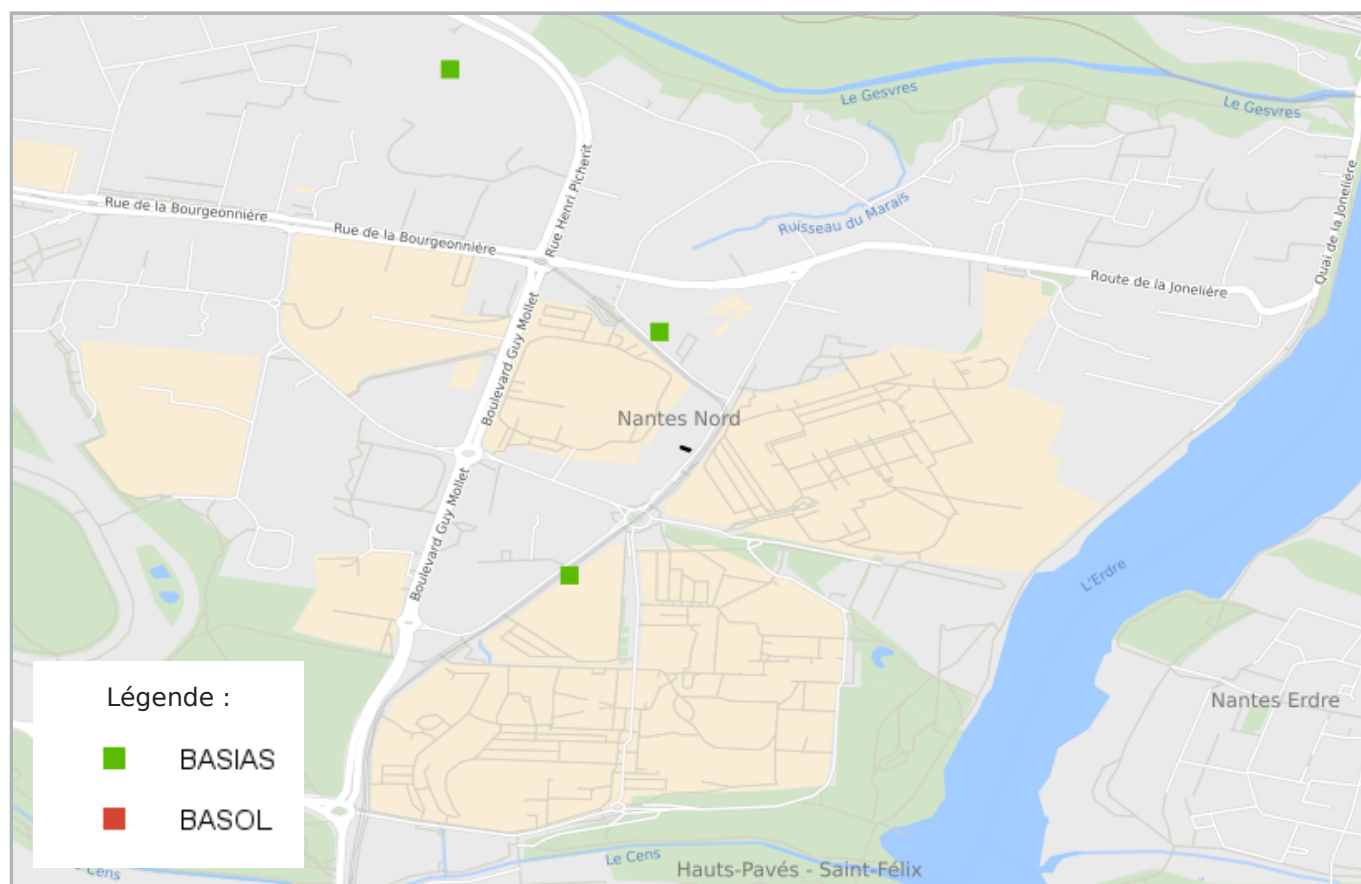 Le Gesvres
Le Gesvres
Rue Henri Picherit
Quai de la Jonelière
Rue de la Bourgeonnière
Ruisseau du Marais
Rue de la Bourgeonnière
Route de la Jonelière
Boulevard Guy Mollet
Nantes Nord
Boulevard Guy Mollet
L'Erdre
Légende :
Nantes Erdre
BASIAS
BASOL
Le Cens
Cens
Hauts-Pavés - Saint-Félix